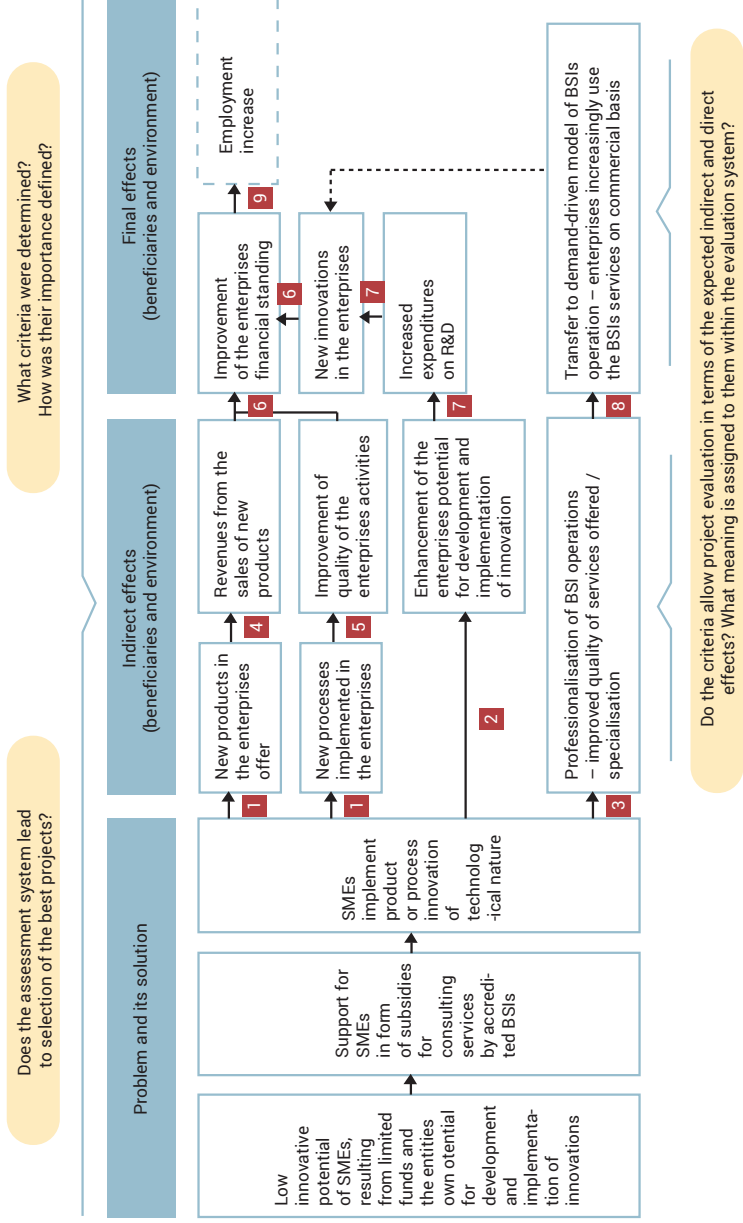 Does the assessment system lead
to selection of the best projects?
What criteria were determined?
How was their importance defined?
Problem and its solution
Indirect effects
(beneficiaries and environment)
Final effects
(beneficiaries and environment)
Low
innovative
potential
of SMEs,
resulting
from limited
funds and
the entities
own otential
for
development
and
implementa-
tion of
innovations
Support for
SMEs
in form
of subsidies
for
consulting
services
by accredi-
ted BSIs
SMEs
implement
product
or process
innovation
of
technolog
-ical nature
1
New products in
the enterprises
offer
4
Revenues from the
sales of new
products
6
Improvement
of the enterprises
financial standing
9
Employment
increase
1
New processes
implemented in
the enterprises
5
Improvement of
quality of the
enterprises activities
6
New innovations
in the enterprises
7
2
Enhancement of the
enterprises potential
for development and
implementation
of innovation
7
Increased
expenditures
on R&D
3
Professionalisation of BSI operations
– improved quality of services offered /
specialisation
8
Transfer to demand-driven model of BSIs
operation – enterprises increasingly use
the BSIs services on commercial basis
Do the criteria allow project evaluation in terms of the expected indirect and direct
effects? What meaning is assigned to them within the evaluation system?